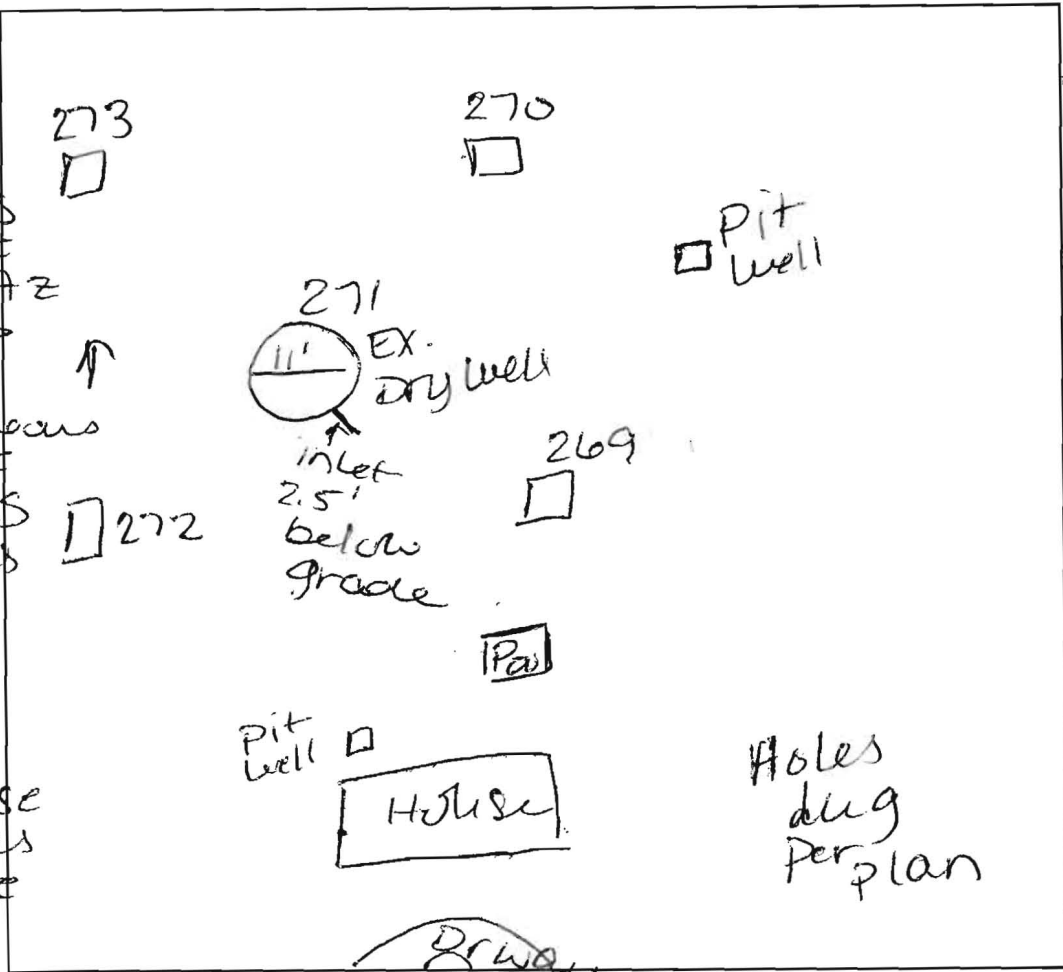 273
270
Pit
well
271
11'
EX.
Dry well
inlet
2.5'
below
grade
269
272
Pit
well
House
Holes
dug
per plan